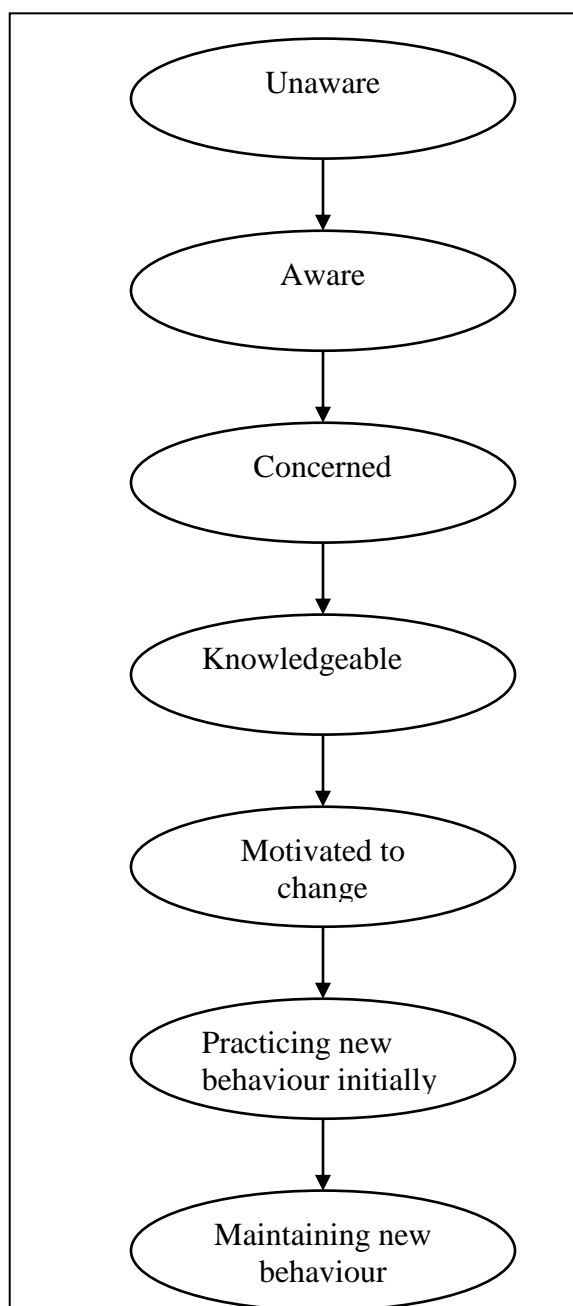 Unaware
Aware
Concerned
Knowledgeable
Motivated to
change
Practicing new
behaviour initially
Maintaining new
behaviour